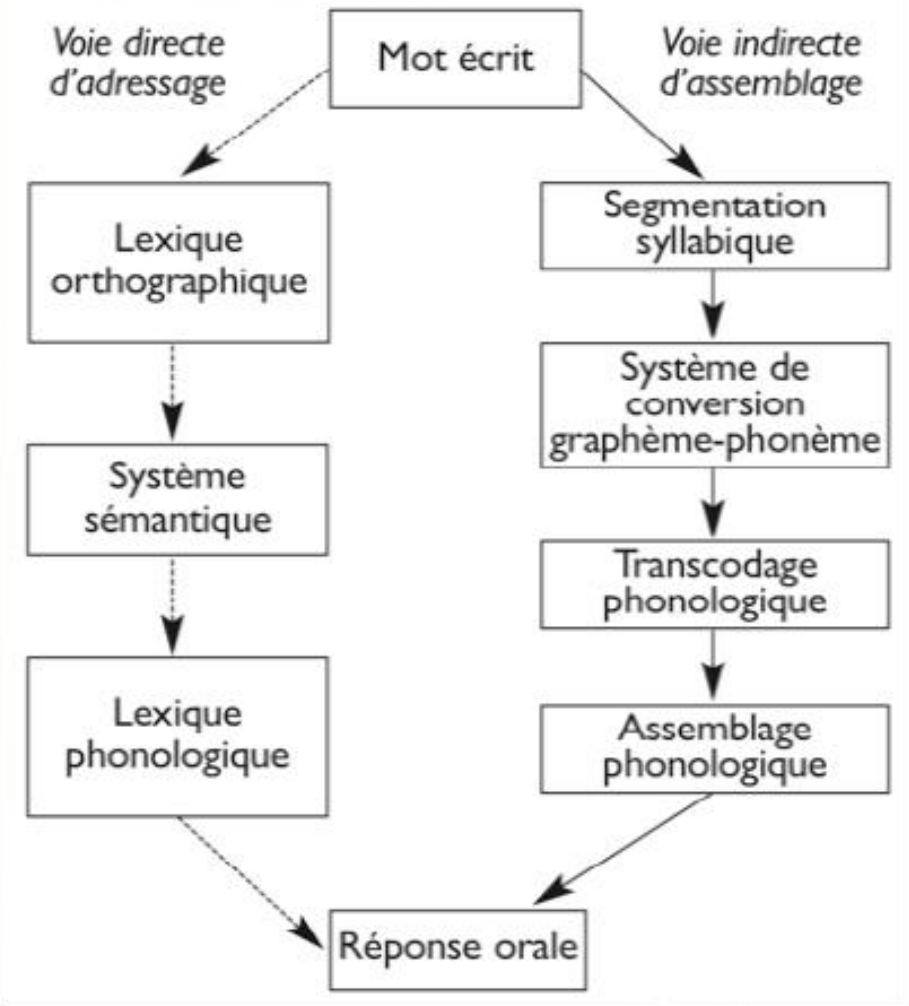 Voie directe
d'adressage
Mot écrit
Voie indirecte
d'assemblage
Lexique
orthographique
Système
sémantique
Lexique
phonologique
Segmentation
syllabique
Système de
conversion
graphème-phonème
Transcodage
phonologique
Assemblage
phonologique
Réponse orale